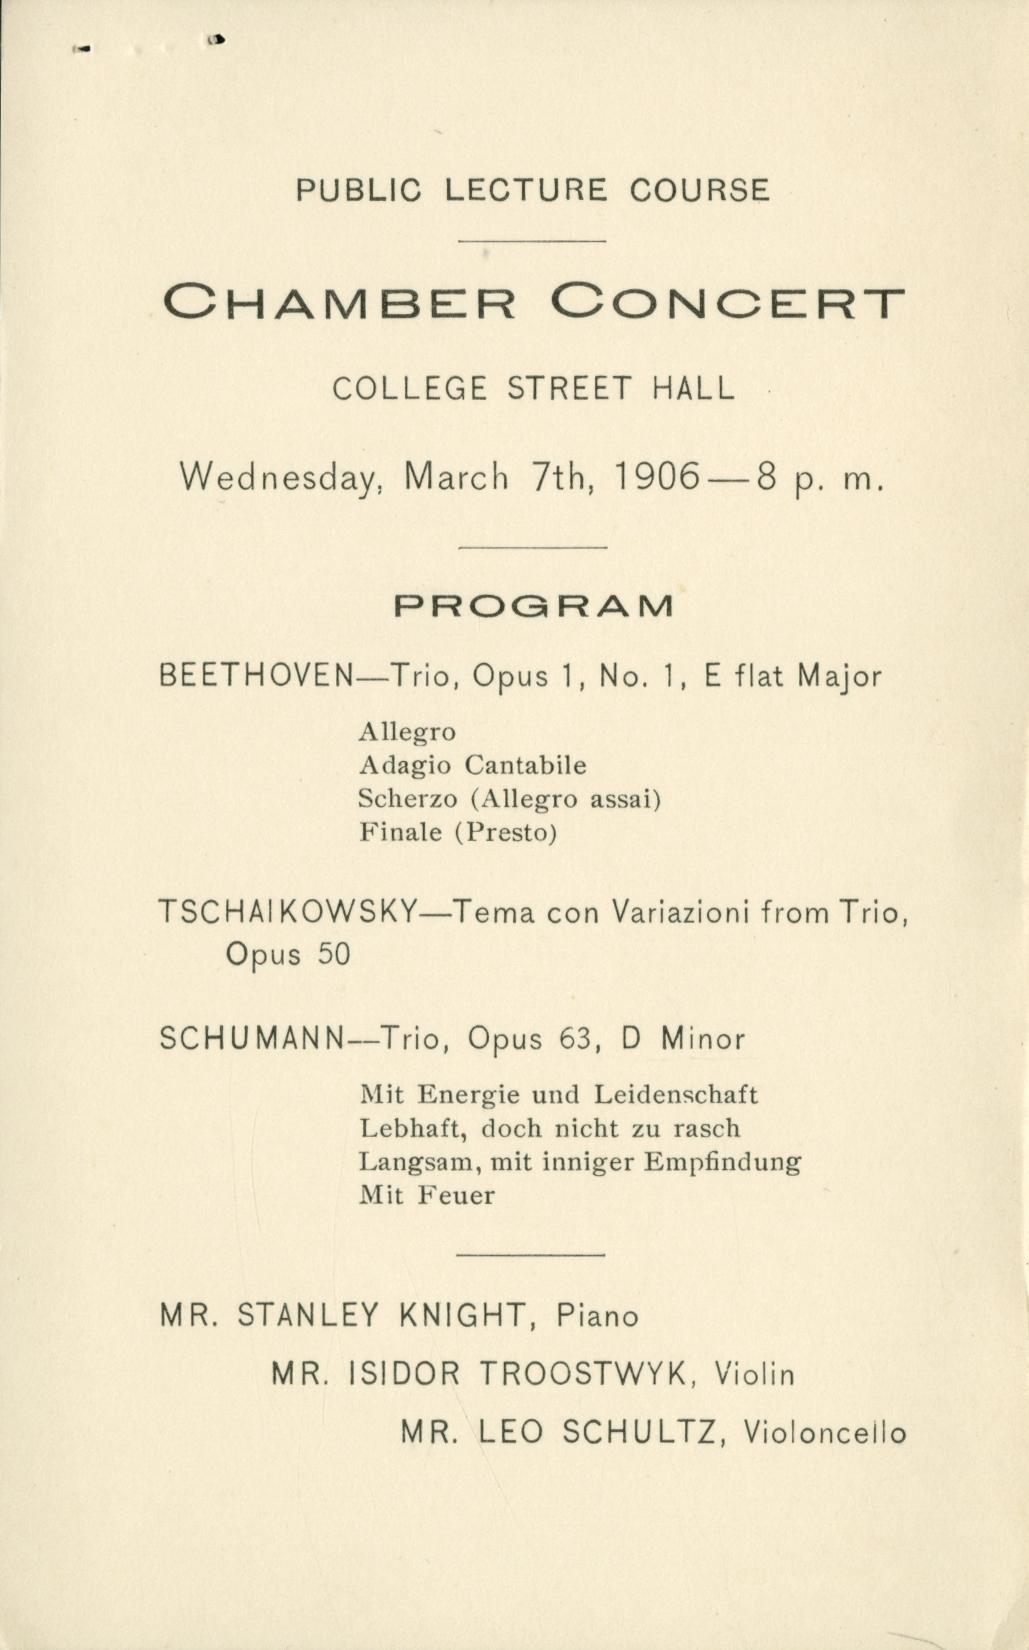 PUBLIC LECTURE COURSE
CHAMBER CONCERT
COLLEGE STREET HALL
Wednesday, March 7th, 1906—8 p. m.
PROGRAM
BEETHOVEN—Trio, Opus 1, No. 1, E flat Major
Allegro
Adagio Cantabile
Scherzo (Allegro assai)
Finale (Presto)
TSCHAIKOWSKY—Tema con Variazioni from Trio,
Opus 50
SCHUMANN—Trio, Opus 63, D Minor
Mit Energie und Leidenschaft
Lebhaft, doch nicht zu rasch
Langsam, mit inniger Empfindung
Mit Feuer
MR. STANLEY KNIGHT, Piano
MR. ISIDOR TROOSTWYK, Violin
MR. LEO SCHULTZ, Violoncello